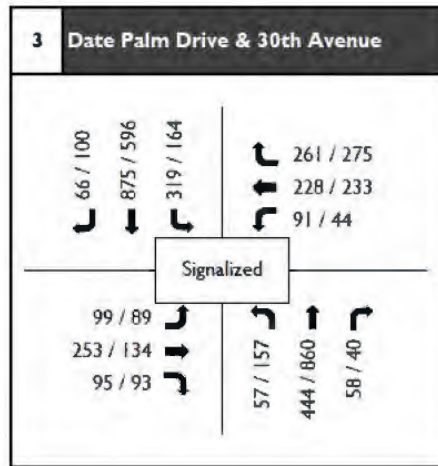 3 Date Palm Drive & 30th Avenue
66 / 100
875 / 596
319 / 164
261 / 275
228 / 233
91 / 44
Signalized
99 / 89
253 / 134
95 / 93
57 / 157
444 / 860
58 / 40